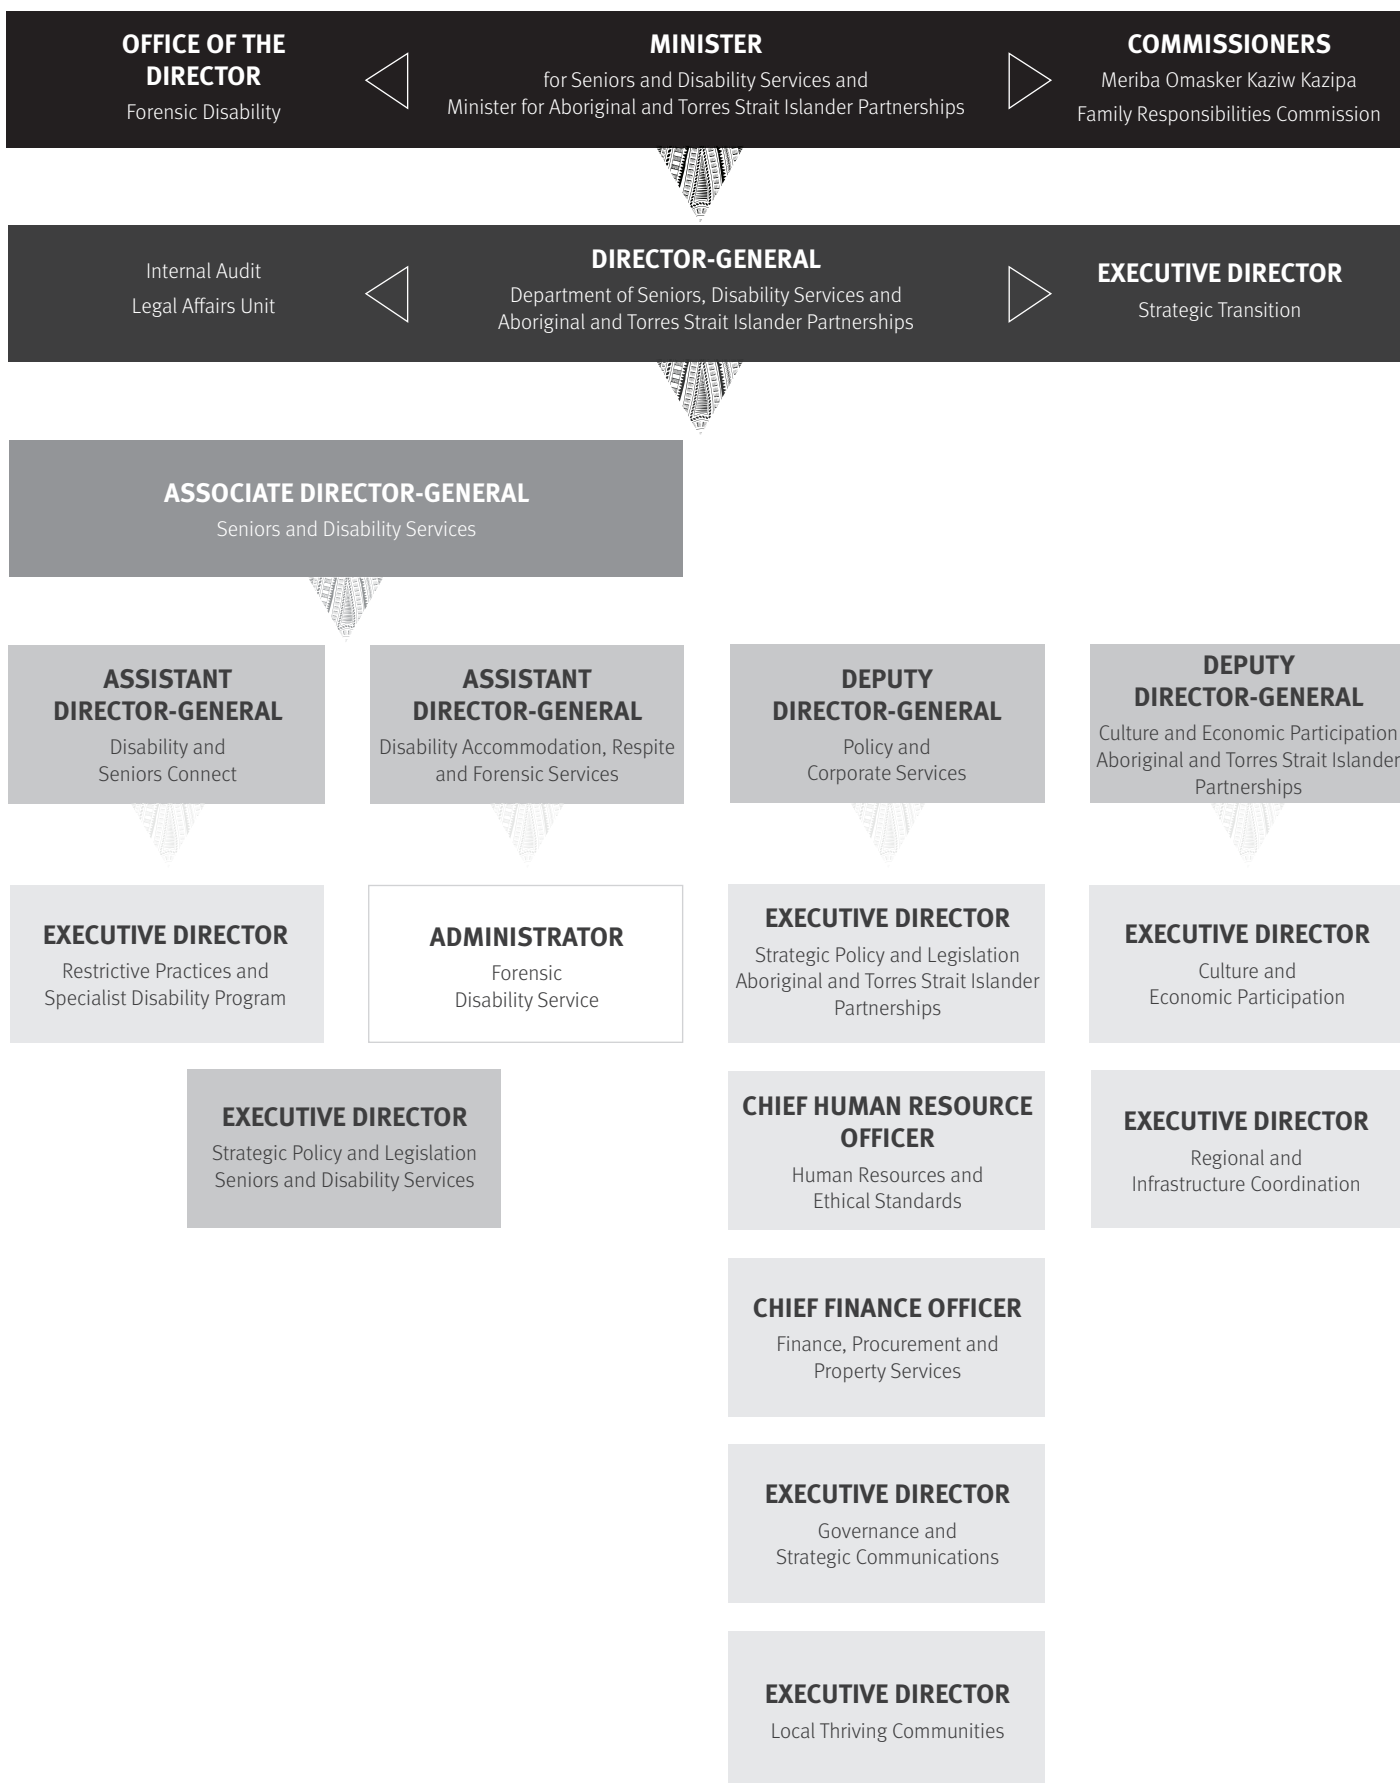 OFFICE OF THE
DIRECTOR
Forensic Disability
MINISTER
for Seniors and Disability Services and
Minister for Aboriginal and Torres Strait Islander Partnerships
COMMISSIONERS
Meriba Omasker Kaziw Kazipa
Family Responsibilities Commission
Internal Audit
Legal Affairs Unit
DIRECTOR-GENERAL
Department of Seniors, Disability Services and
Aboriginal and Torres Strait Islander Partnerships
EXECUTIVE DIRECTOR
Strategic Transition
ASSOCIATE DIRECTOR-GENERAL
Seniors and Disability Services
ASSISTANT
DIRECTOR-GENERAL
Disability and
Seniors Connect
ASSISTANT
DIRECTOR-GENERAL
Disability Accommodation, Respite
and Forensic Services
DEPUTY
DIRECTOR-GENERAL
Policy and
Corporate Services
DEPUTY
DIRECTOR-GENERAL
Culture and Economic Participation
Aboriginal and Torres Strait Islander
Partnerships
EXECUTIVE DIRECTOR
Restrictive Practices and
Specialist Disability Program
ADMINISTRATOR
Forensic
Disability Service
EXECUTIVE DIRECTOR
Strategic Policy and Legislation
Aboriginal and Torres Strait Islander
Partnerships
EXECUTIVE DIRECTOR
Culture and
Economic Participation
EXECUTIVE DIRECTOR
Strategic Policy and Legislation
Seniors and Disability Services
CHIEF HUMAN RESOURCE
OFFICER
Human Resources and
Ethical Standards
EXECUTIVE DIRECTOR
Regional and
Infrastructure Coordination
CHIEF FINANCE OFFICER
Finance, Procurement and
Property Services
EXECUTIVE DIRECTOR
Governance and
Strategic Communications
EXECUTIVE DIRECTOR
Local Thriving Communities